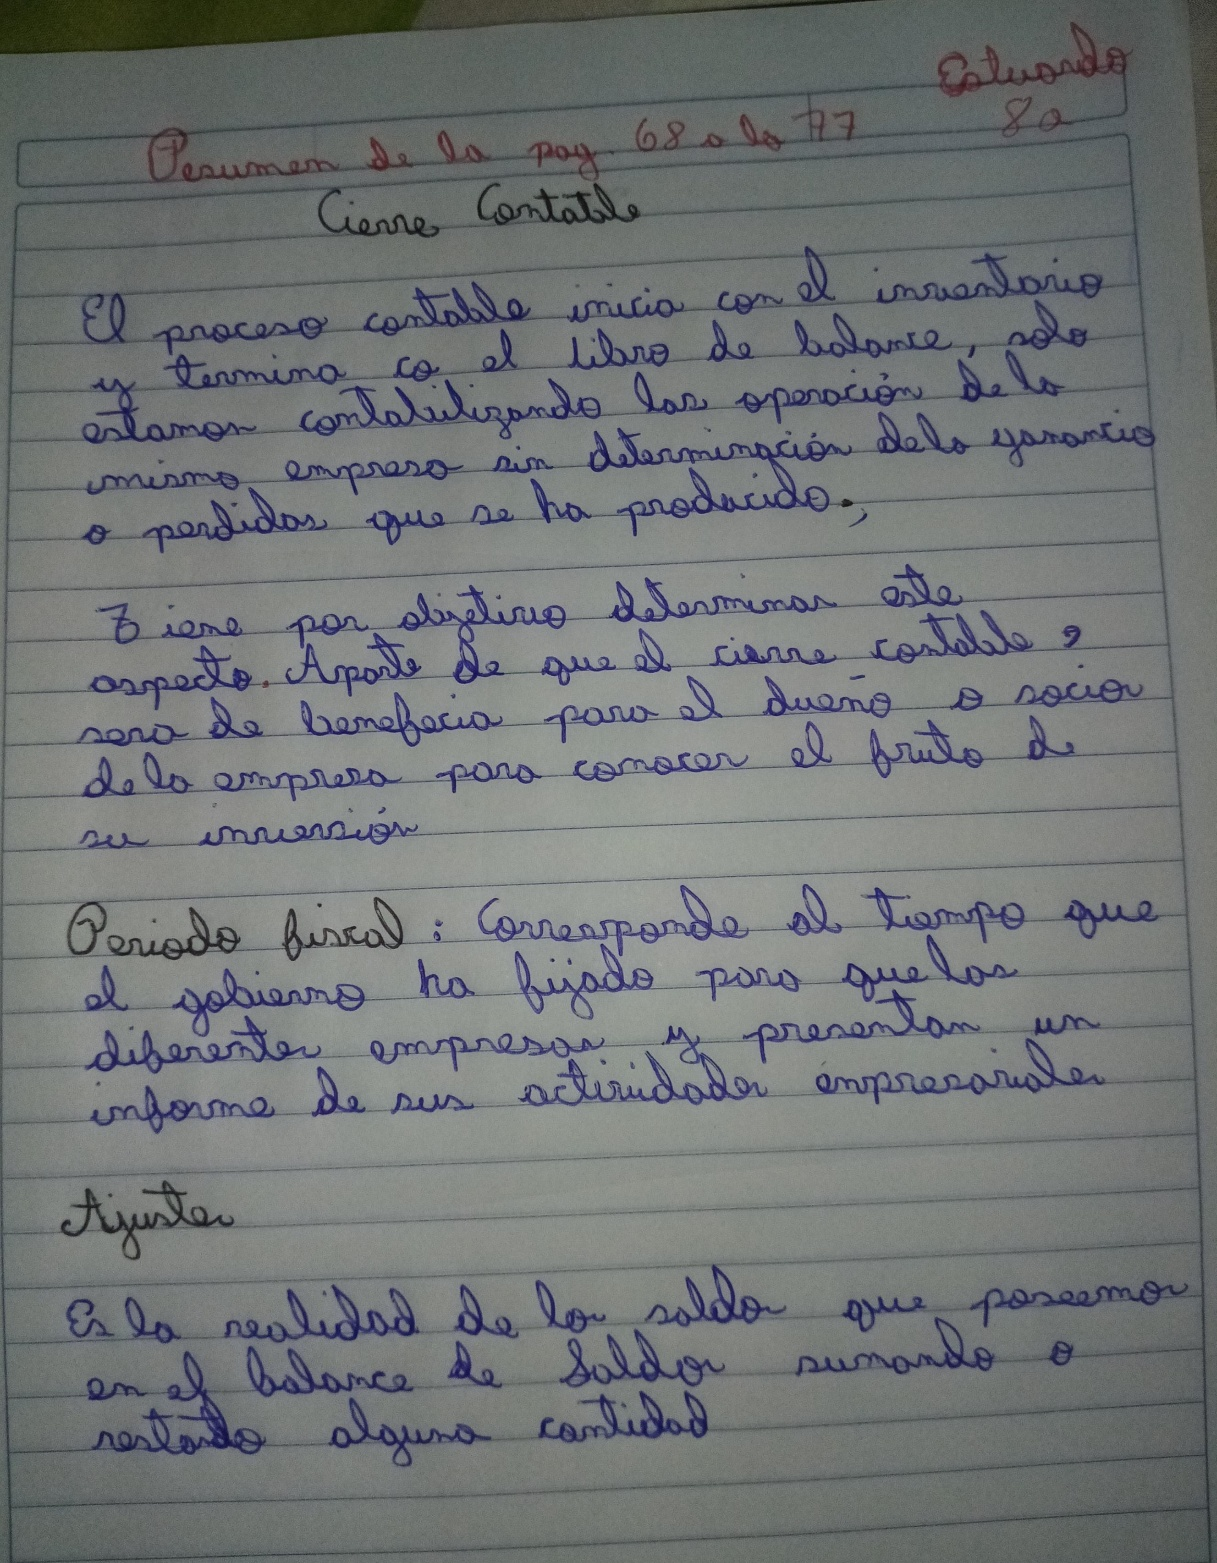 Estuardo
Resumen de la pag. 68 a la 77 8a
Cierre Contable
El proceso contable inicia con el inventario
y termina co el libro de balance, solo
estamos contabilizando las operación de la
misma empresa sin determinación de la ganancia
o perdidas que se ha producido.,
Tiene por objetivo determinar este
aspecto. Aparte de que el cierre contable,
sera de benefecia para el dueño o socios
de la empresa para conocer el fruto de
su inversión
Periodo fiscal: Corresponde al tiempo que
el gobierno ha fijado para que las
diferentes empresas y presentan un
informe de sus actividades empresariales
Ajustes
Es la realidad de los saldos que poseemos
en el balance de Saldos sumando o
restando alguna cantidad